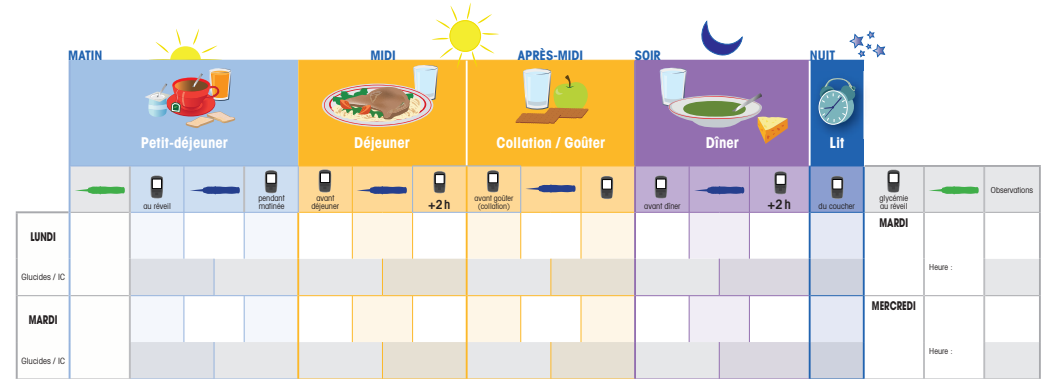 MATIN
MIDI
APRÈS-MIDI
SOIR
NUIT
Petit-déjeuner
Déjeuner
Collation / Goûter
Dîner
Lit
au réveil
pendant
matinée
avant
déjeuner
+2 h
avant goûter
(collation)
avant dîner
+2 h
du coucher
glycémie
au réveil
Observations
LUNDI
MARDI
Glucides / IC
Heure :
MARDI
MERCREDI
Glucides / IC
Heure :